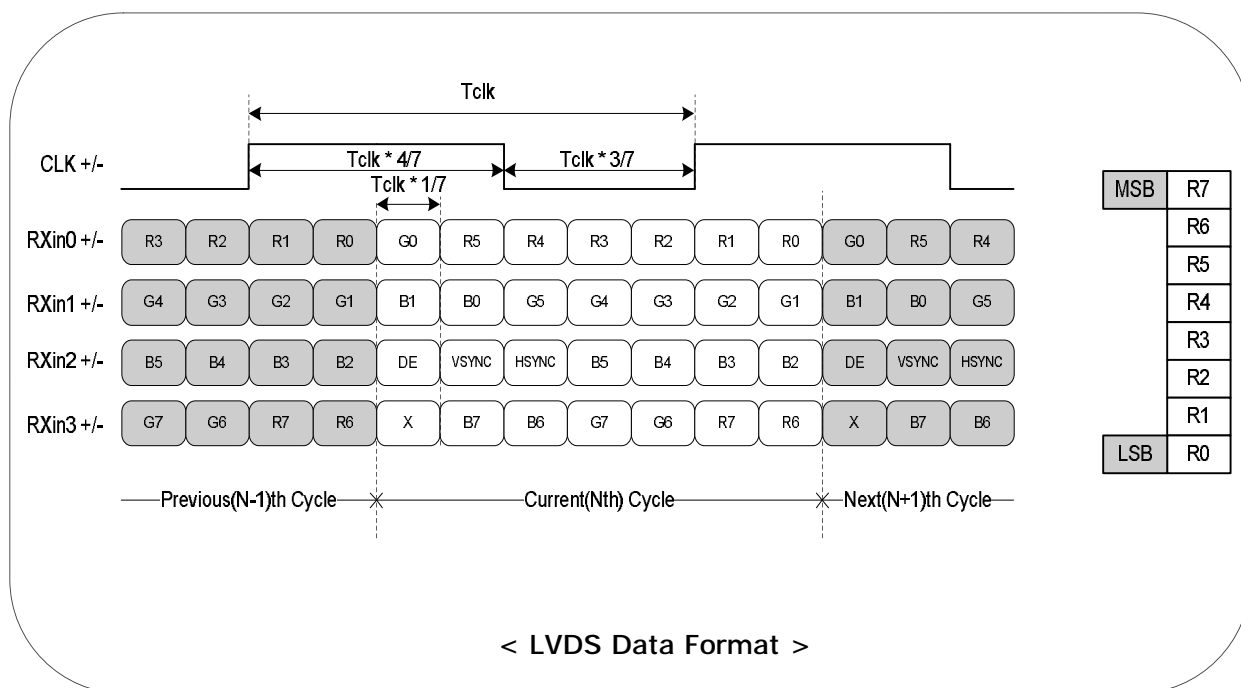 Tclk
CLK +/-
Tclk * 4/7
Tclk * 3/7
Tclk * 1/7
RXin0 +/- R3 R2 R1 R0 G0 R5 R4 R3 R2 R1 R0 G0 R5 R4
RXin1 +/- G4 G3 G2 G1 B1 B0 G5 G4 G3 G2 G1 B1 B0 G5
RXin2 +/- B5 B4 B3 B2 DE VSYNC HSYNC B5 B4 B3 B2 DE VSYNC HSYNC
RXin3 +/- G7 G6 R7 R6 X B7 B6 G7 G6 R7 R6 X B7 B6
Previous(N-1)th Cycle Current(Nth) Cycle Next(N+1)th Cycle
MSB R7
R6
R5
R4
R3
R2
R1
LSB R0
< LVDS Data Format >